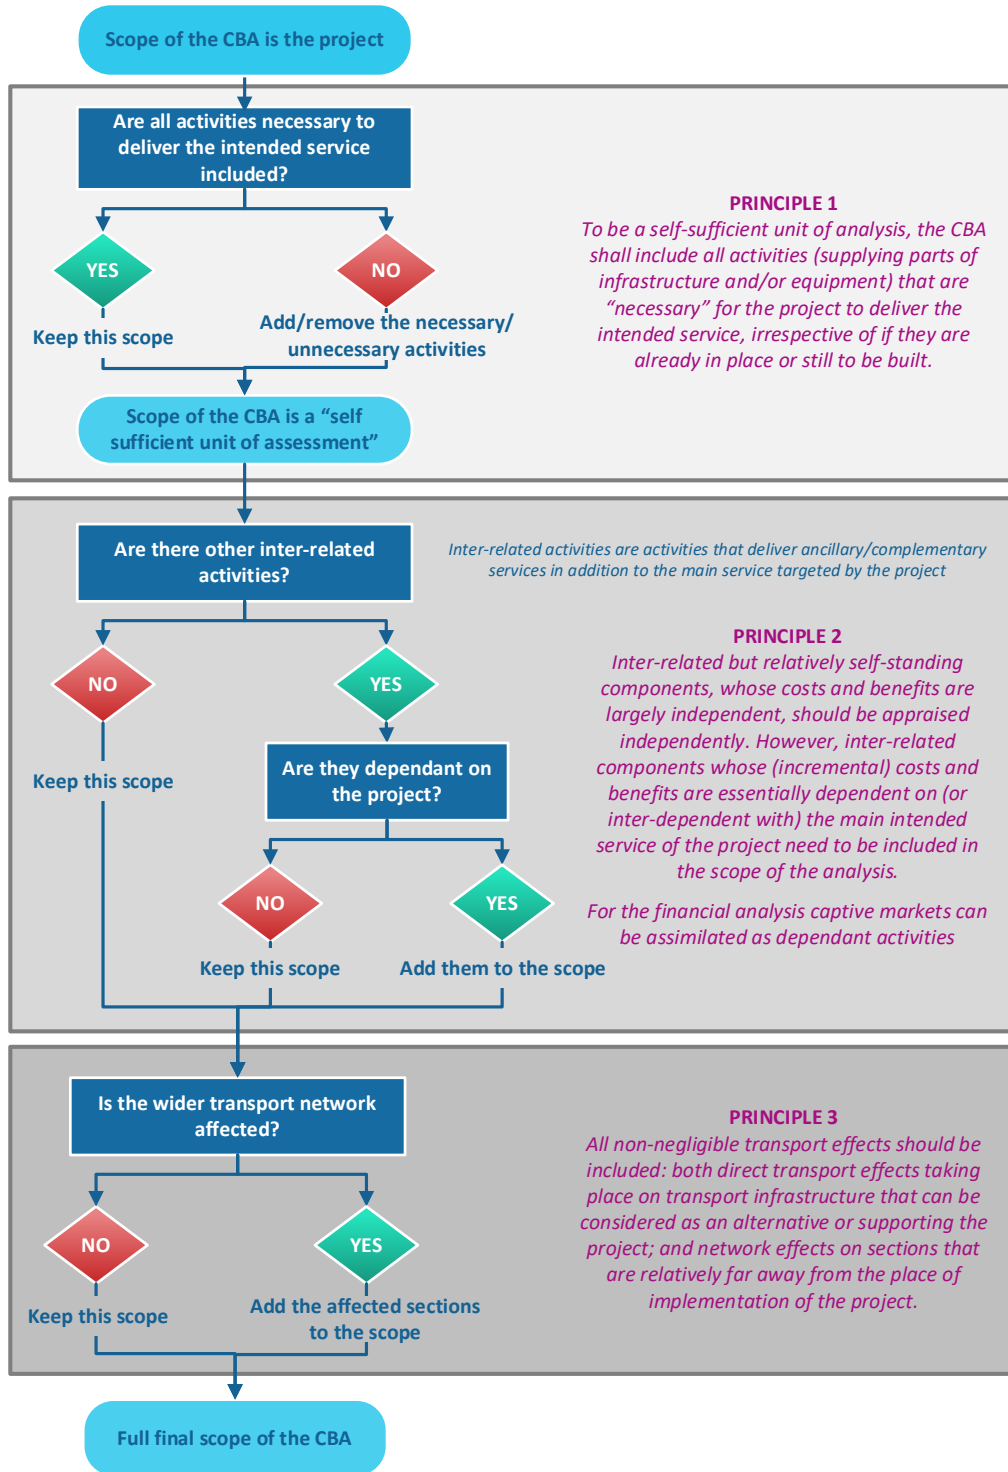 Scope of the CBA is the project
Are all activities necessary to
deliver the intended service
included?
YES
NO
Keep this scope
Add/remove the necessary/
unnecessary activities
Scope of the CBA is a “self
sufficient unit of assessment”
PRINCIPLE 1
To be a self-sufficient unit of analysis, the CBA
shall include all activities (supplying parts of
infrastructure and/or equipment) that are
“necessary” for the project to deliver the
intended service, irrespective of if they are
already in place or still to be built.
Are there other inter-related
activities?
Inter-related activities are activities that deliver ancillary/complementary
services in addition to the main service targeted by the project
NO
YES
Keep this scope
Are they dependant on
the project?
NO
YES
Keep this scope
Add them to the scope
PRINCIPLE 2
Inter-related but relatively self-standing
components, whose costs and benefits are
largely independent, should be appraised
independently. However, inter-related
components whose (incremental) costs and
benefits are essentially dependent on (or
inter-dependent with) the main intended
service of the project need to be included in
the scope of the analysis.
For the financial analysis captive markets can
be assimilated as dependant activities
Is the wider transport network
affected?
NO
YES
Keep this scope
Add the affected sections
to the scope
PRINCIPLE 3
All non-negligible transport effects should be
included: both direct transport effects taking
place on transport infrastructure that can be
considered as an alternative or supporting the
project; and network effects on sections that
are relatively far away from the place of
implementation of the project.
Full final scope of the CBA